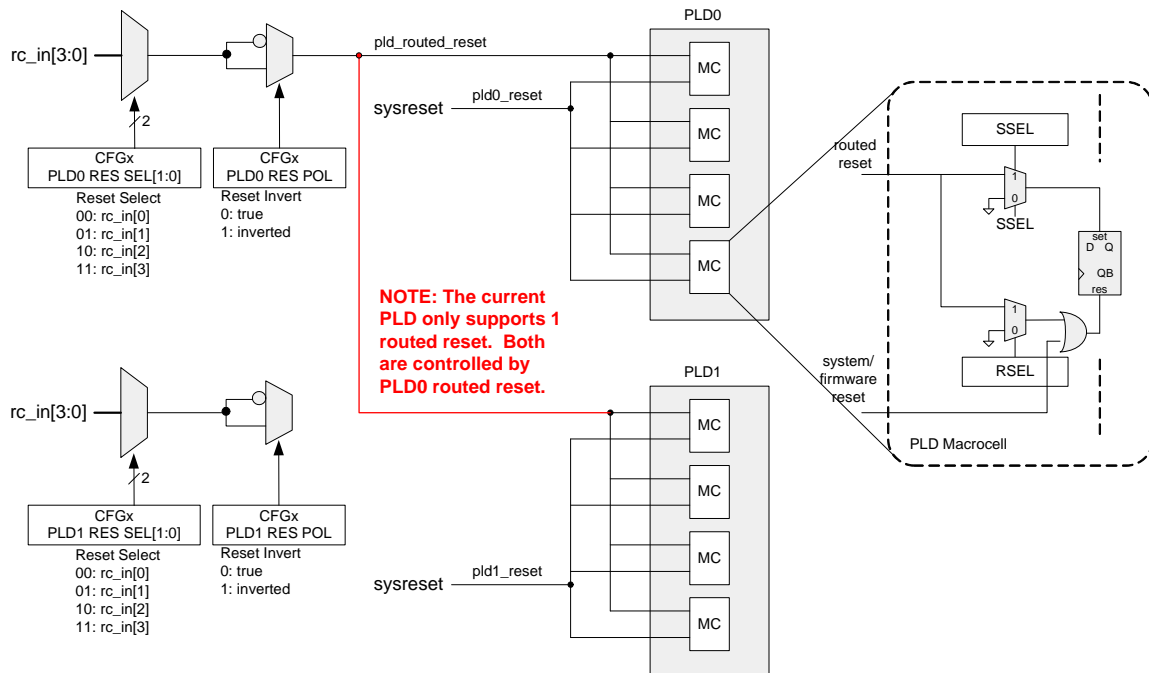 PLD0
rc_in[3:0]
pld_routed_reset
MC
sysreset
pld0_reset
2
MC
SSEL
CFGx
PLD0 RES SEL[1:0]
CFGx
PLD0 RES POL
routed
reset
1
0
Reset Select
00: rc_in[0]
01: rc_in[1]
10: rc_in[2]
11: rc_in[3]
Reset Invert
0: true
1: inverted
MC
SSEL
MC
set
D Q
QB
res
NOTE: The current
PLD only supports 1
routed reset. Both
are controlled by
PLD0 routed reset.
1
0
system/
firmware
reset
RSEL
PLD Macrocell
PLD1
rc_in[3:0]
MC
2
MC
CFGx
PLD1 RES SEL[1:0]
CFGx
PLD1 RES POL
Reset Select
00: rc_in[0]
01: rc_in[1]
10: rc_in[2]
11: rc_in[3]
Reset Invert
0: true
1: inverted
MC
sysreset
pld1_reset
MC